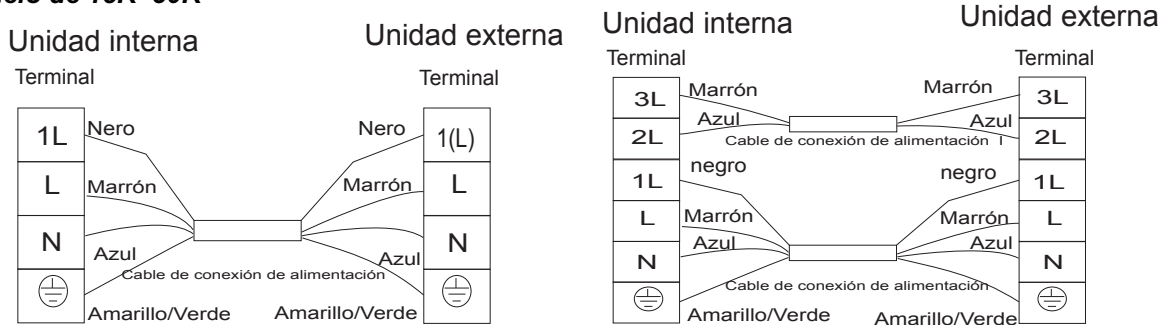 Unidad interna
Unidad externa
Terminal
Terminal
1L
Nero
Nero
1(L)
L
Marrón
Marrón
L
N
Azul
Azul
N
Cable de conexión de alimentación
Amarillo/Verde
Amarillo/Verde
Unidad interna
Unidad externa
Terminal
Terminal
3L
Marrón
Marrón
3L
2L
Azul
Azul
2L
Cable de conexión de alimentación I
1L
negro
negro
1L
L
Marrón
Marrón
L
N
Azul
Azul
N
Cable de conexión de alimentación
Amarillo/Verde
Amarillo/Verde